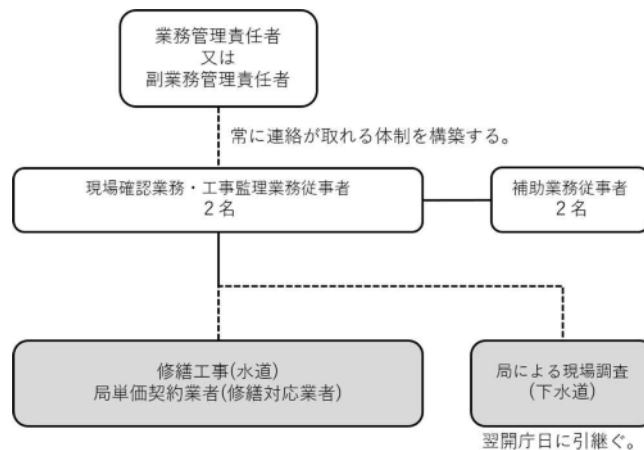 業務管理責任者
又は
副業務管理責任者
常に連絡が取れる体制を構築する。
現場確認業務・工事監理業務従事者
２名
補助業務従事者
２名
修繕工事(水道)
局単価契約業者(修繕対応業者)
局による現場調査
(下水道)
翌開庁日に引継ぐ。